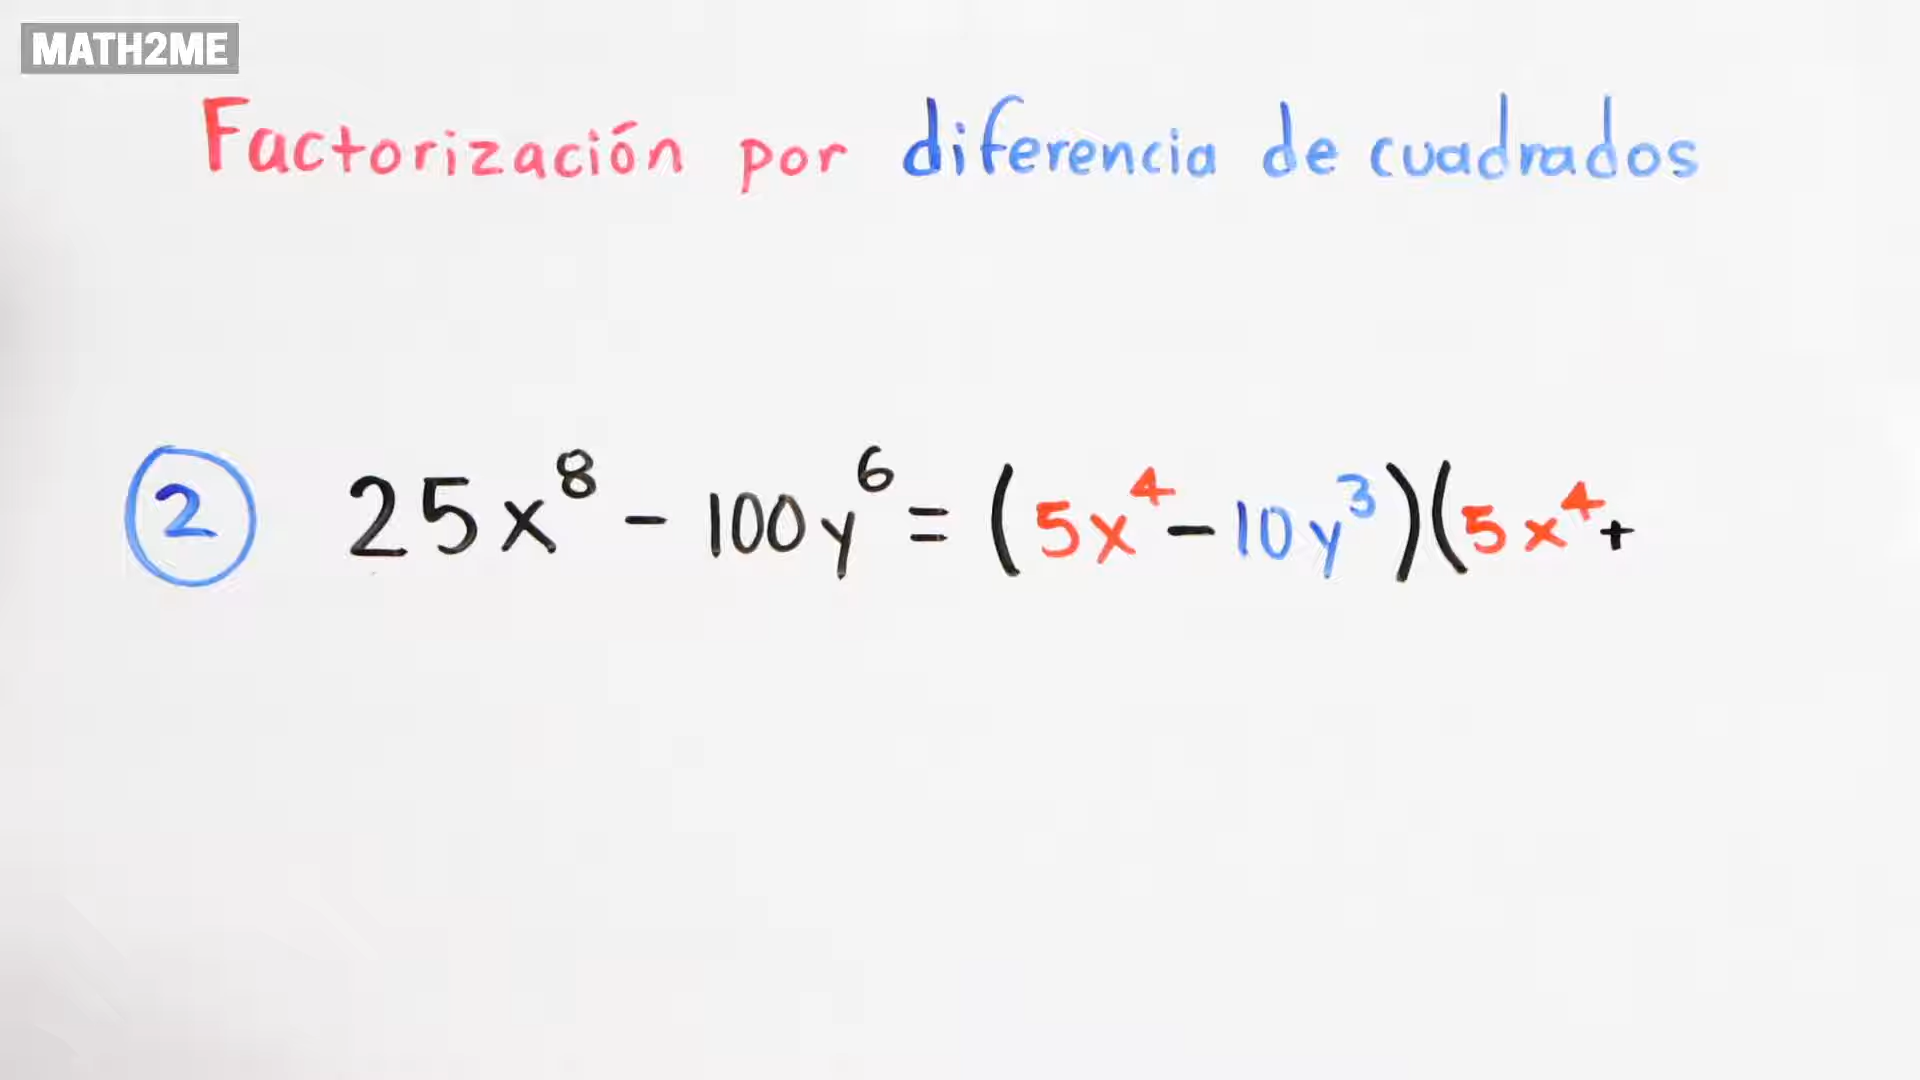 MATH2ME
Factorización por diferencia de cuadrados
2 25x⁸ - 100y⁶ = (5x⁴ - 10y³)(5x⁴ +